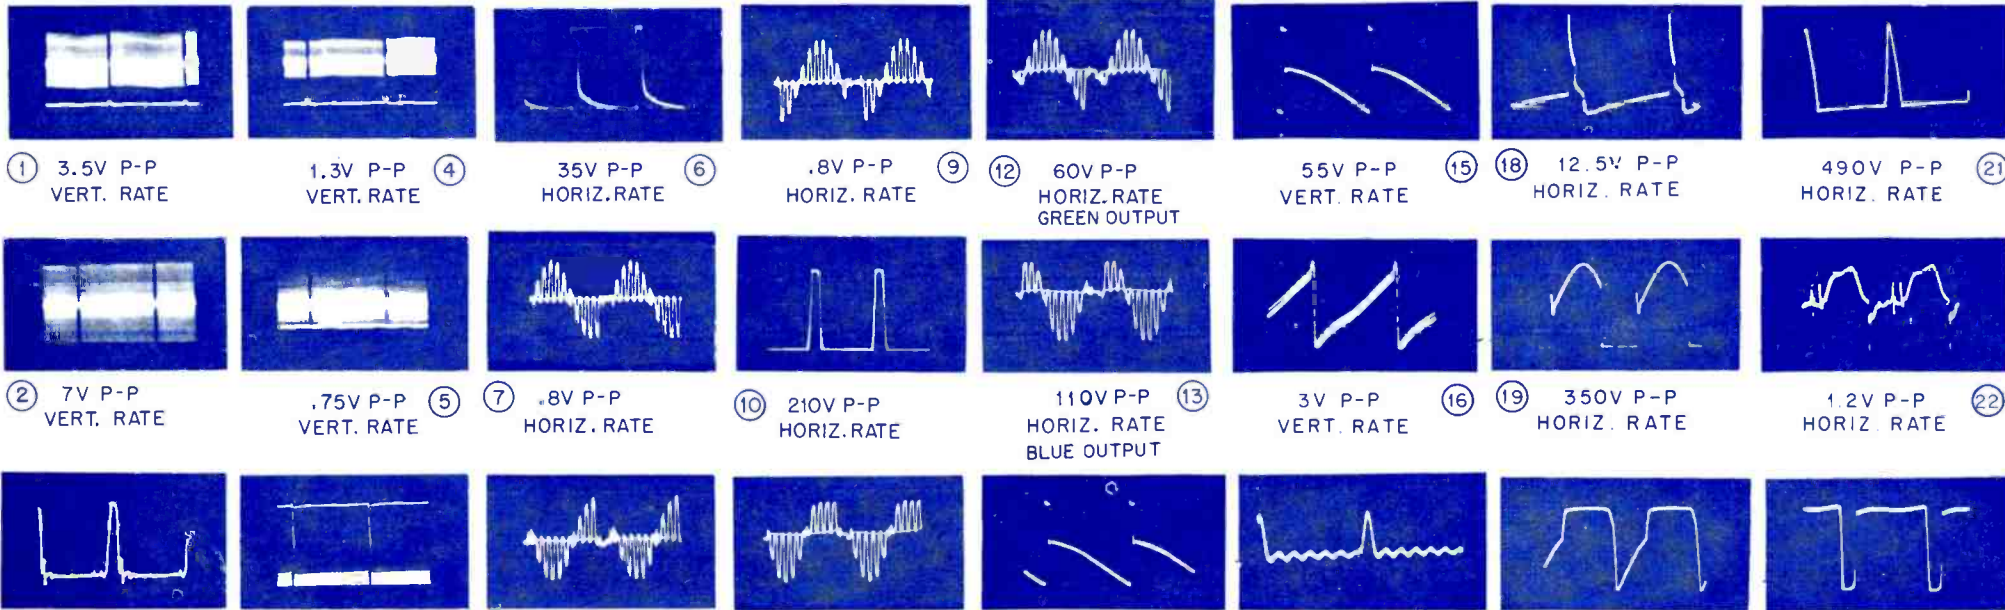 1 3.5V P-P
VERT. RATE
1.3V P-P 4
VERT. RATE
35V P-P 6
HORIZ. RATE
.8V P-P 9
HORIZ. RATE
12 60V P-P
HORIZ. RATE
GREEN OUTPUT
55V P-P 15
VERT. RATE
18 12.5V P-P
HORIZ. RATE
490V P-P 21
HORIZ. RATE
2 7V P-P
VERT. RATE
.75V P-P 5
VERT. RATE
7 .8V P-P
HORIZ. RATE
10 210V P-P
HORIZ. RATE
110V P-P 13
HORIZ. RATE
BLUE OUTPUT
3V P-P 16
VERT. RATE
19 350V P-P
HORIZ. RATE
1.2V P-P 22
HORIZ. RATE